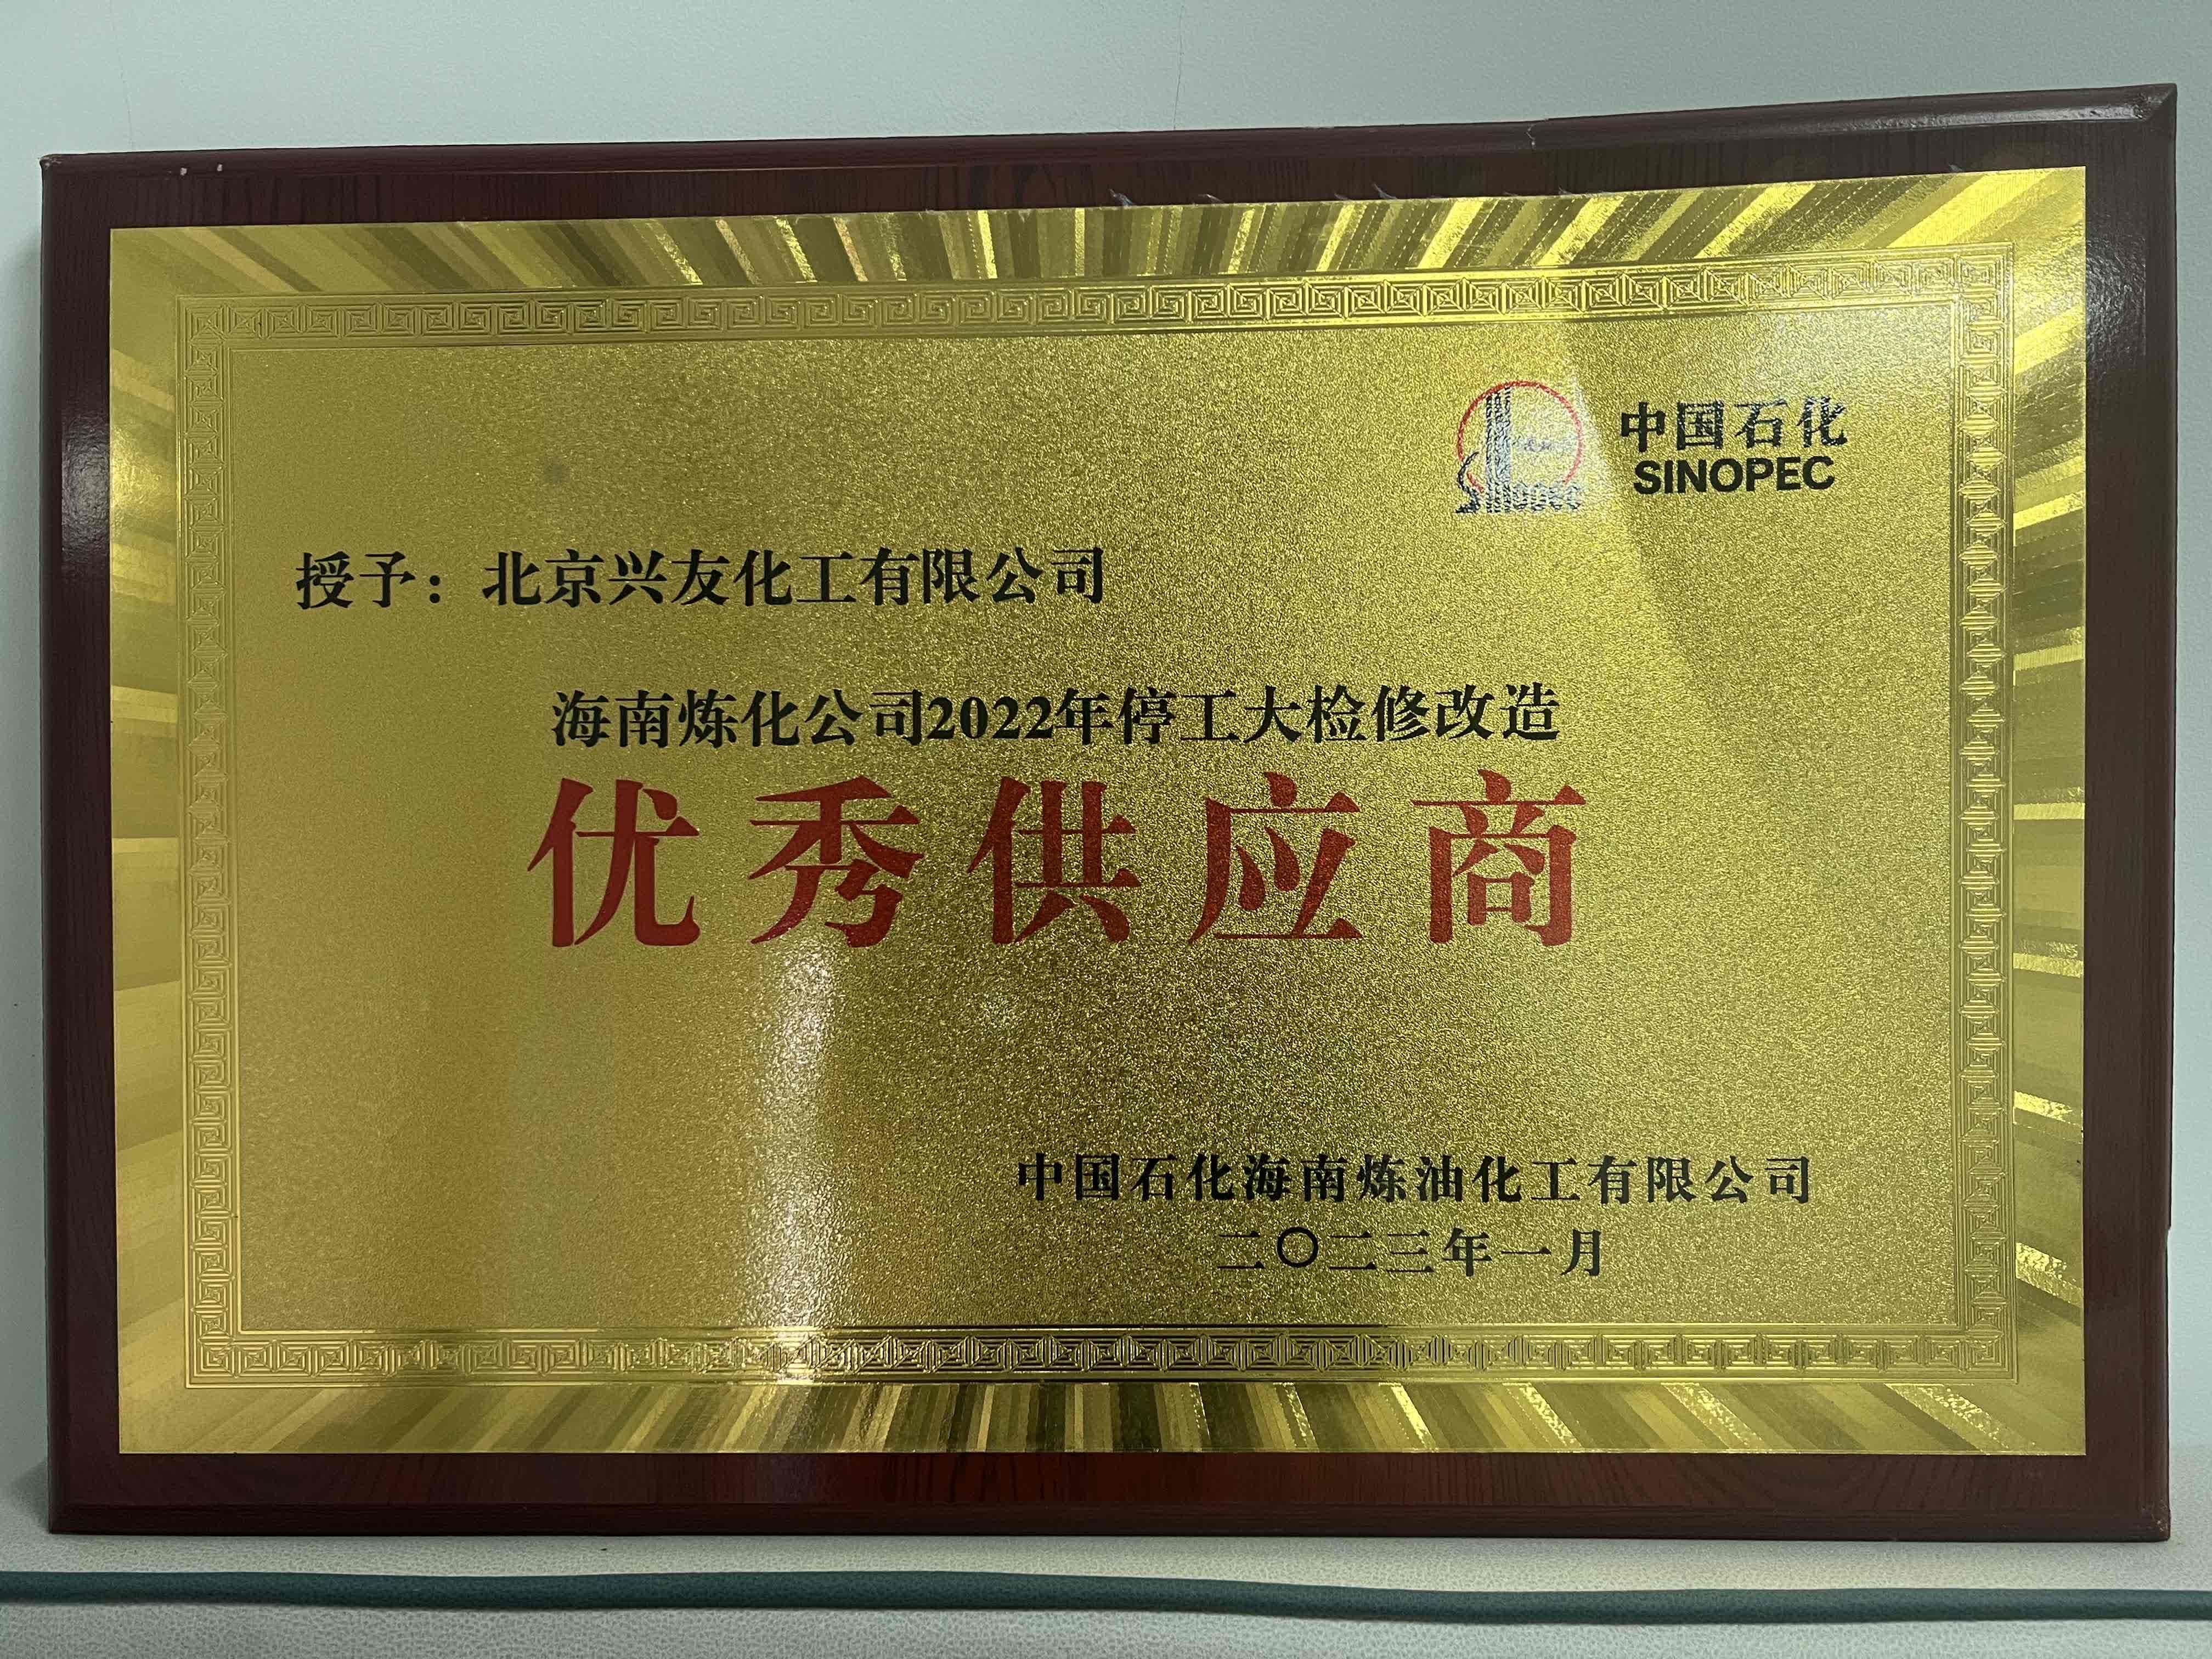 中国石化
SINOPEC
Sinopec
授予：北京兴友化工有限公司
海南炼化公司2022年停工大检修改造
优秀供应商
中国石化海南炼油化工有限公司
二〇二三年一月